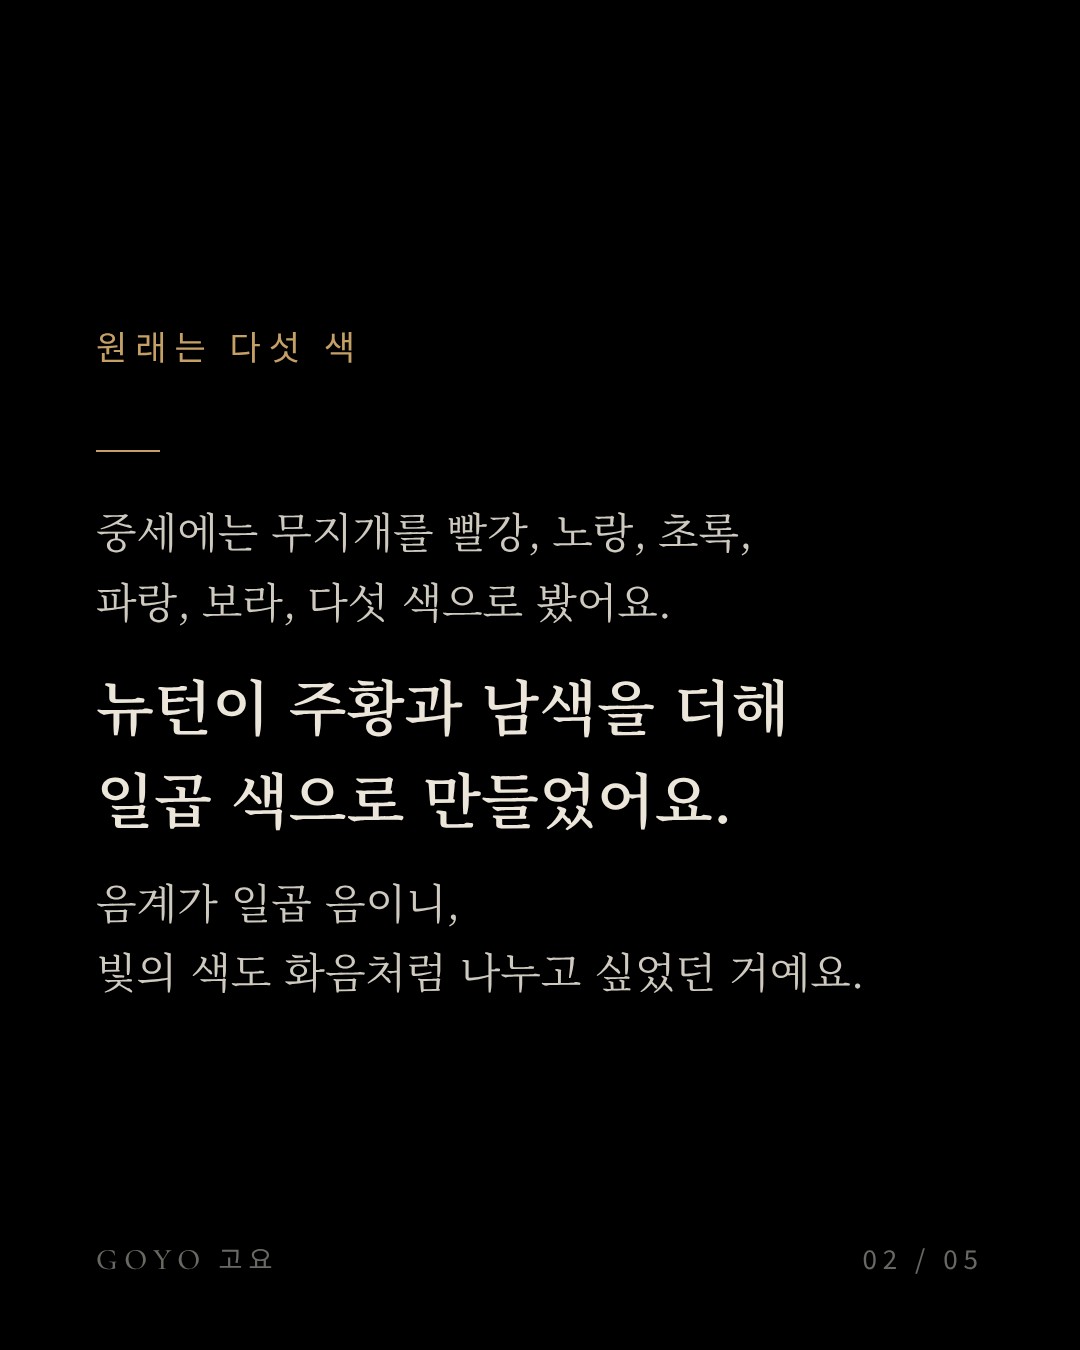 원래는 다섯 색
중세에는 무지개를 빨강, 노랑, 초록,
파랑, 보라, 다섯 색으로 봤어요.
뉴턴이 주황과 남색을 더해
일곱 색으로 만들었어요.
음계가 일곱 음이니,
빛의 색도 화음처럼 나누고 싶었던 거예요.
GOYO 고요
02 / 05